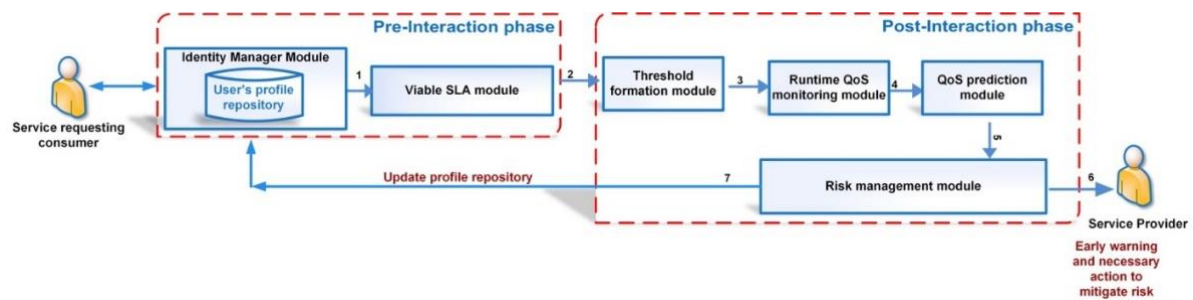 Pre-Interaction phase
Post-Interaction phase
Identity Manager Module
User's profile
repository
1
Viable SLA module
2
Threshold
formation module
3
Runtime QoS
monitoring module
4
QoS prediction
module
Service requesting
consumer
5
Update profile repository
7
Risk management module
6
Service Provider
Early warning
and necessary
action to
mitigate risk